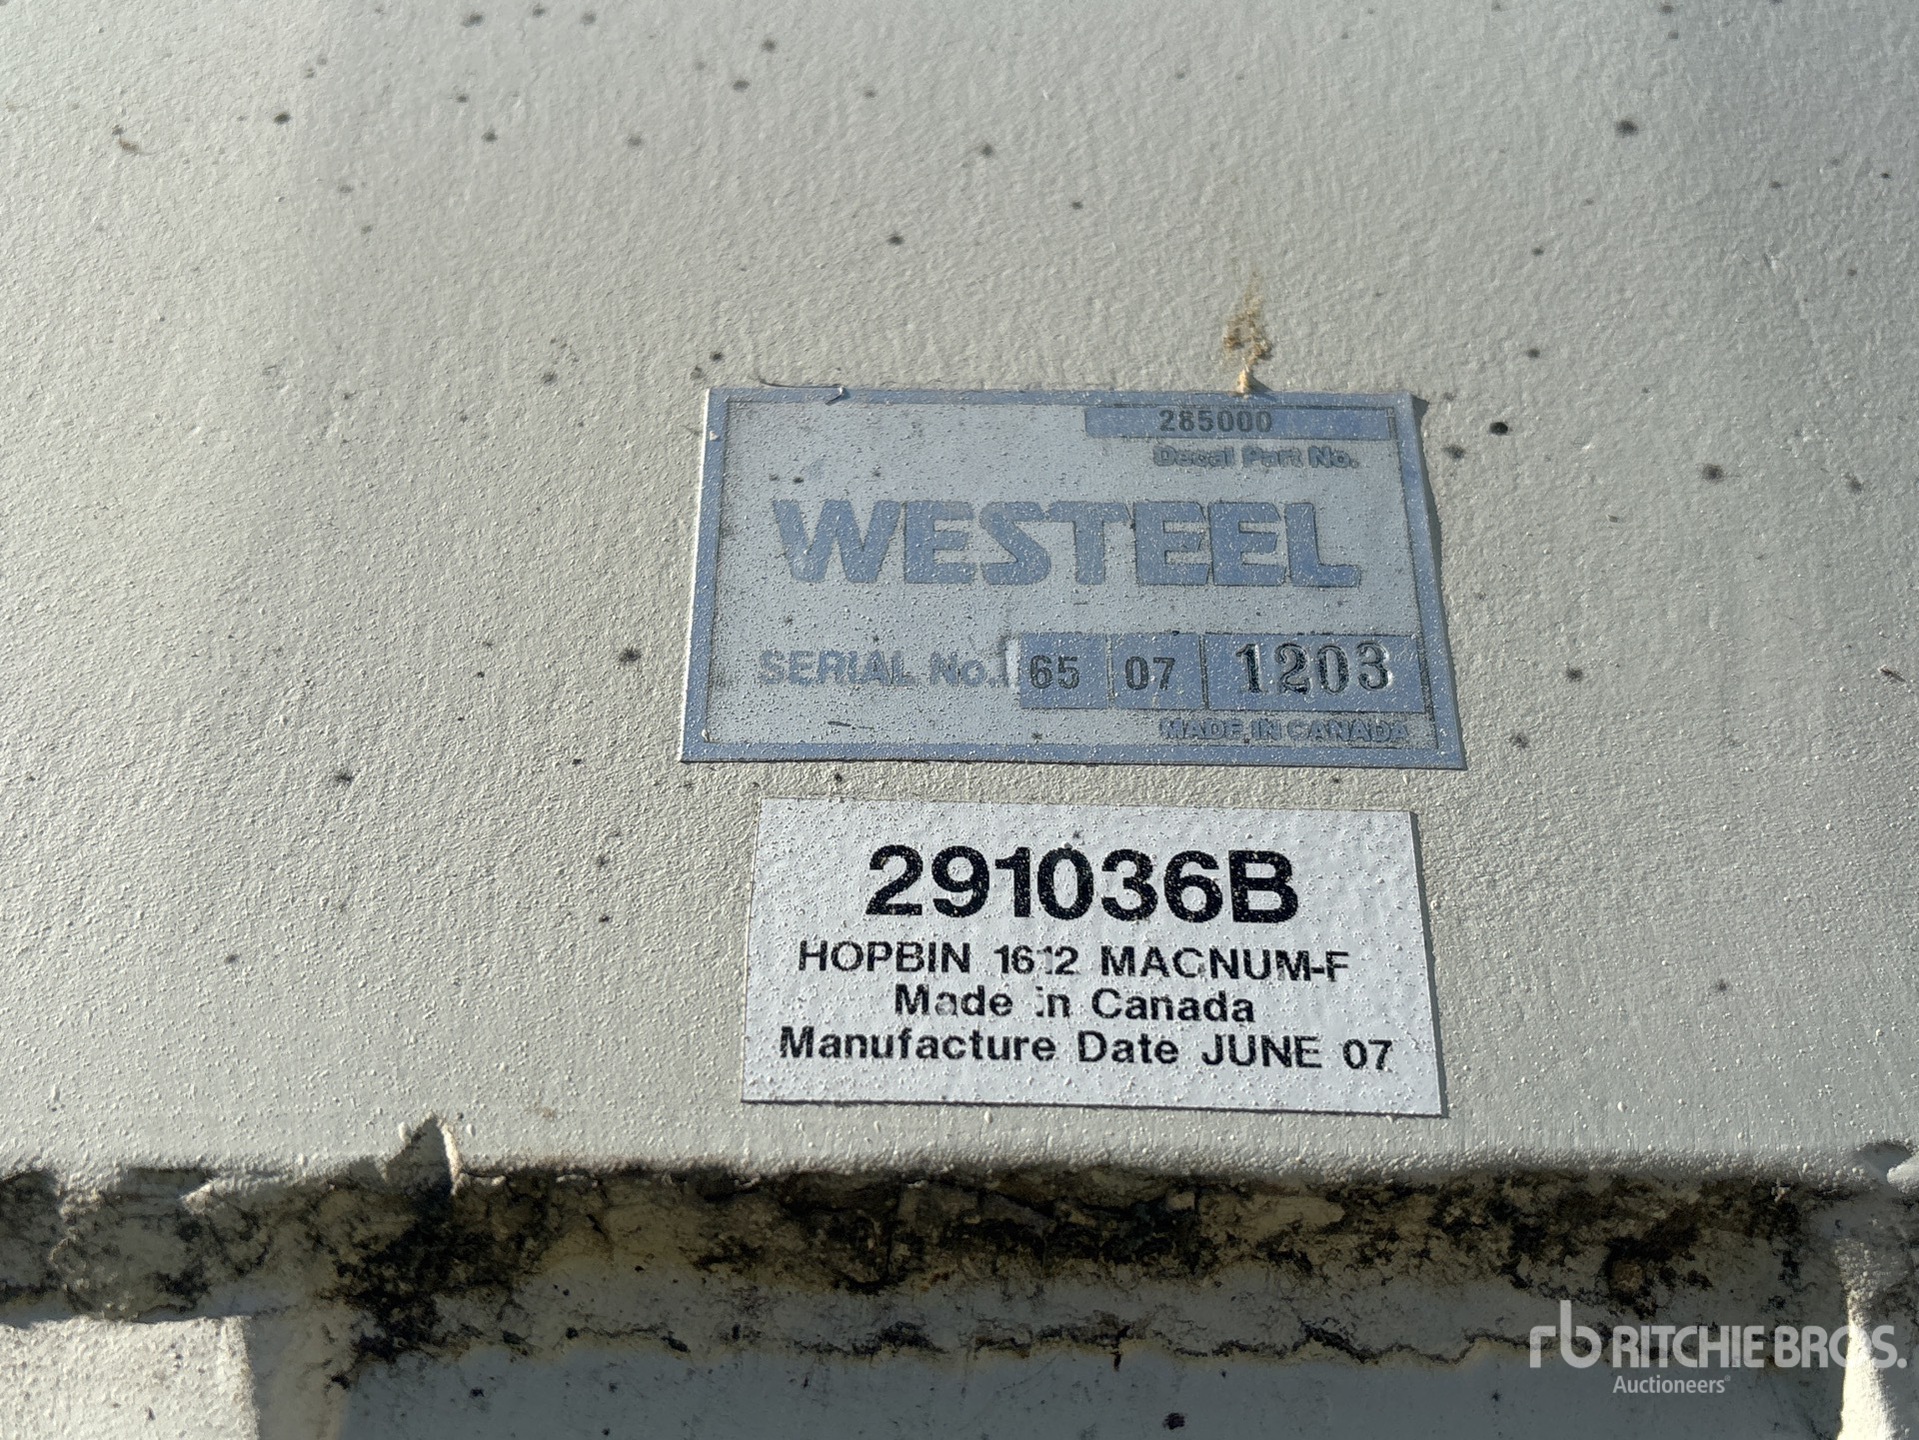 285000
Decal Part No.
WESTEEL
SERIAL No. 65 07 1203
MADE IN CANADA
291036B
HOPBIN 1612 MAGNUM-F
Made in Canada
Manufacture Date JUNE 07
rb RITCHIE BROS.
Auctioneers®